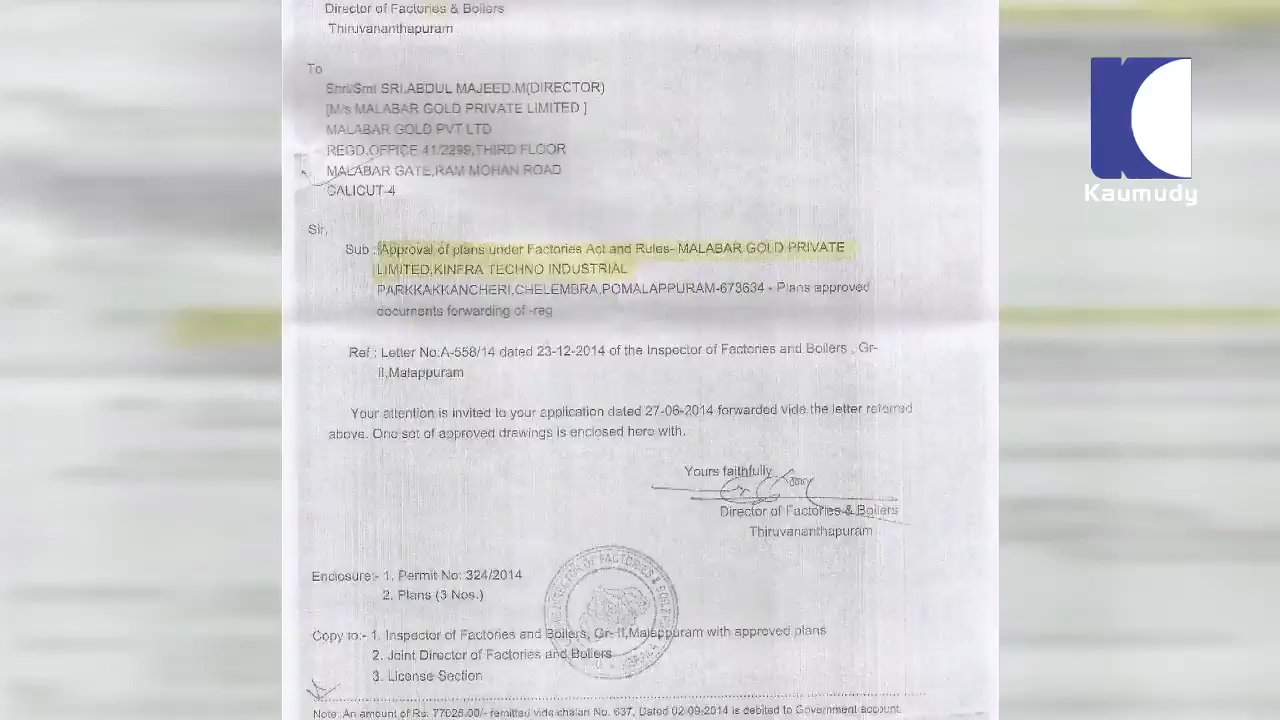 Director of Factories & Boilers
Thiruvananthapuram
To
Shri/Smt SRI.ABDUL MAJEED.M(DIRECTOR)
[M/s MALABAR GOLD PRIVATE LIMITED ]
MALABAR GOLD PVT LTD
REGD.OFFICE 41/2299,THIRD FLOOR
MALABAR GATE,RAM MOHAN ROAD
CALICUT-4
Kaumudy
Sir,
Sub : Approval of plans under Factories Act and Rules- MALABAR GOLD PRIVATE
LIMITED,KINFRA TECHNO INDUSTRIAL
PARKKAKKANCHERI,CHELEMBRA,POMALAPPURAM-673634 - Plans approved
documents forwarding of -reg
Ref : Letter No:A-558/14 dated 23-12-2014 of the Inspector of Factories and Boilers , Gr-
II,Malappuram
Your attention is invited to your application dated 27-06-2014 forwarded vide the letter referred
above. One set of approved drawings is enclosed here with.
Yours faithfully
Director of Factories & Boilers
Thiruvananthapuram
Enclosure:- 1. Permit No: 324/2014
2. Plans (3 Nos.)
OF FACTORIES & BOILERS
Copy to:- 1. Inspector of Factories and Boilers, Gr- II,Malappuram with approved plans
2. Joint Director of Factories and Boilers
3. License Section
Note: An amount of Rs. 77025.00/- remitted vide chalan No. 637, Dated 02-09-2014 is debited to Government account.